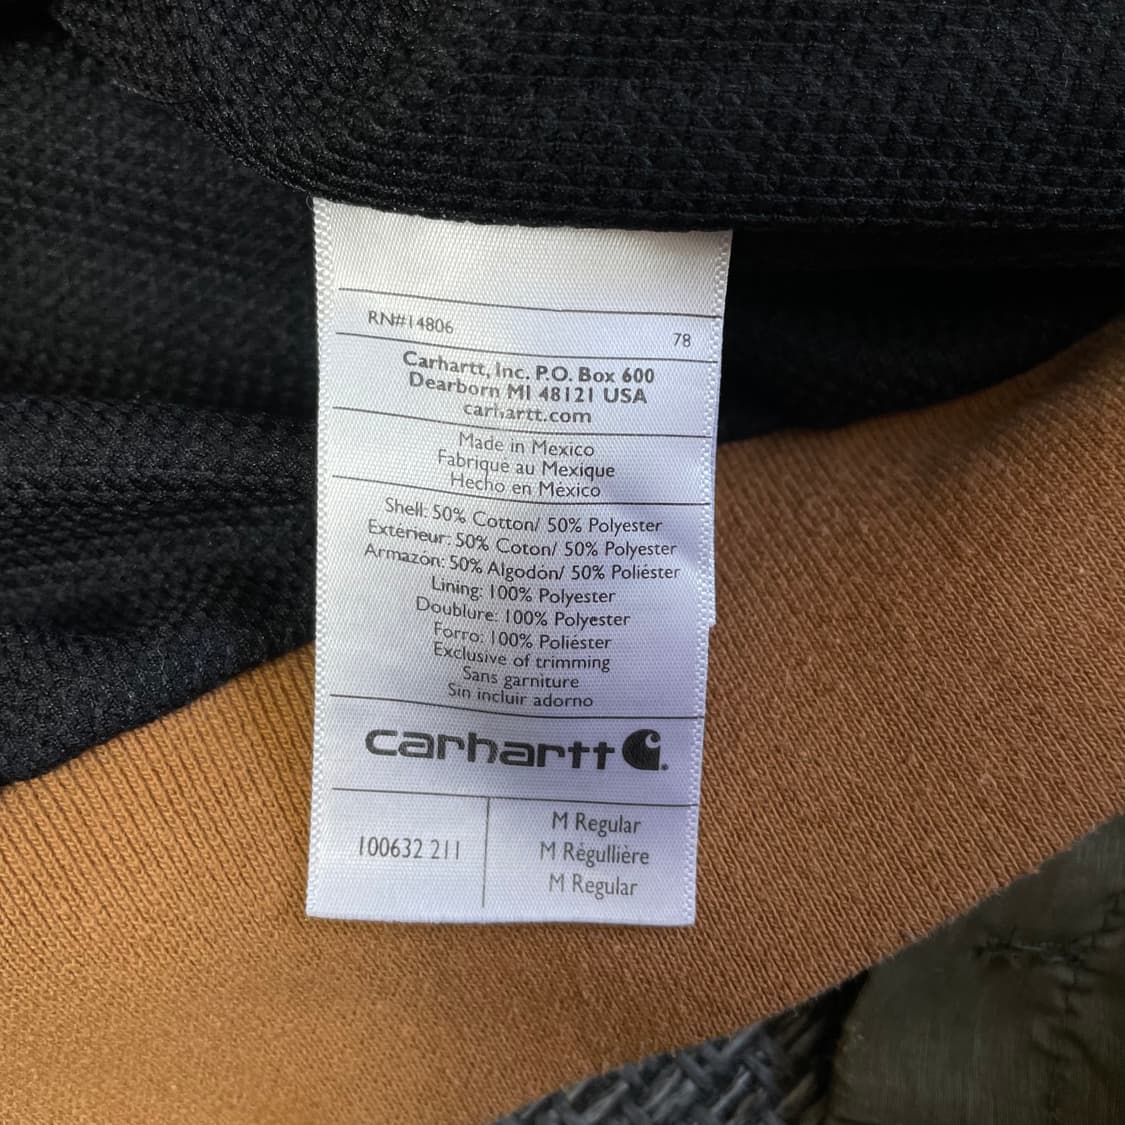 RN#14806
78
Carhartt, Inc. P.O. Box 600
Dearborn MI 48121 USA
carhartt.com
Made in Mexico
Fabrique au Mexique
Hecho en México
Shell: 50% Cotton/ 50% Polyester
Extérieur: 50% Coton/ 50% Polyester
Armazón: 50% Algodón/ 50% Poliéster
Lining: 100% Polyester
Doublure: 100% Polyester
Forro: 100% Poliéster
Exclusive of trimming
Sans garniture
Sin incluir adorno
carhartt
100632 211
M Regular
M Régullière
M Regular